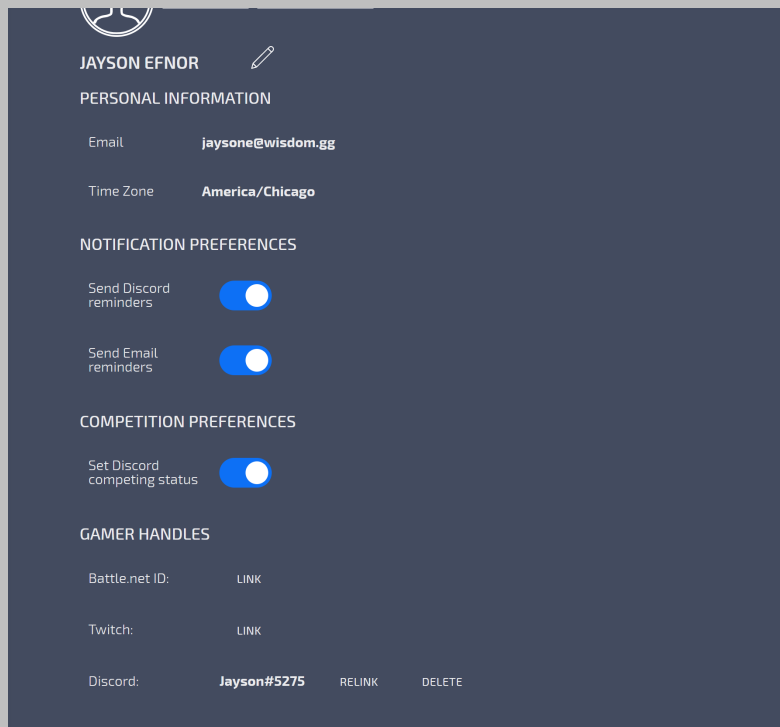 JAYSON EFNOR
PERSONAL INFORMATION
Email jaysone@wisdom.gg
Time Zone America/Chicago
NOTIFICATION PREFERENCES
Send Discord
reminders
Send Email
reminders
COMPETITION PREFERENCES
Set Discord
competing status
GAMER HANDLES
Battle.net ID: LINK
Twitch: LINK
Discord: Jayson#5275 RELINK DELETE